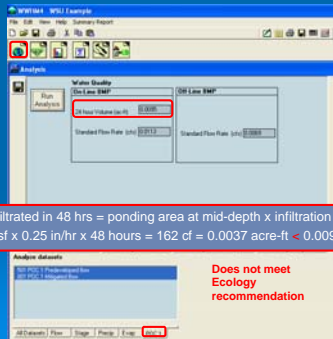 WWHM4 WSU Example
File Edit View Help Summary Report
Analysis
Water Quality
Run
Analysis
On-Line BMP
Off-Line BMP
24 hour Volume (ac-ft) 0.0095
Standard Flow Rate (cfs) 0.0113
Standard Flow Rate (cfs)
iltrated in 48 hrs = ponding area at mid-depth x infiltration
sf x 0.25 in/hr x 48 hours = 162 cf = 0.0037 acre-ft < 0.009
Analyze datasets
501 POC 1 Predeveloped flow
801 POC 1 Mitigated flow
Does not meet
Ecology
recommendation
All Datasets Flow Stage Precip Evap POC 1